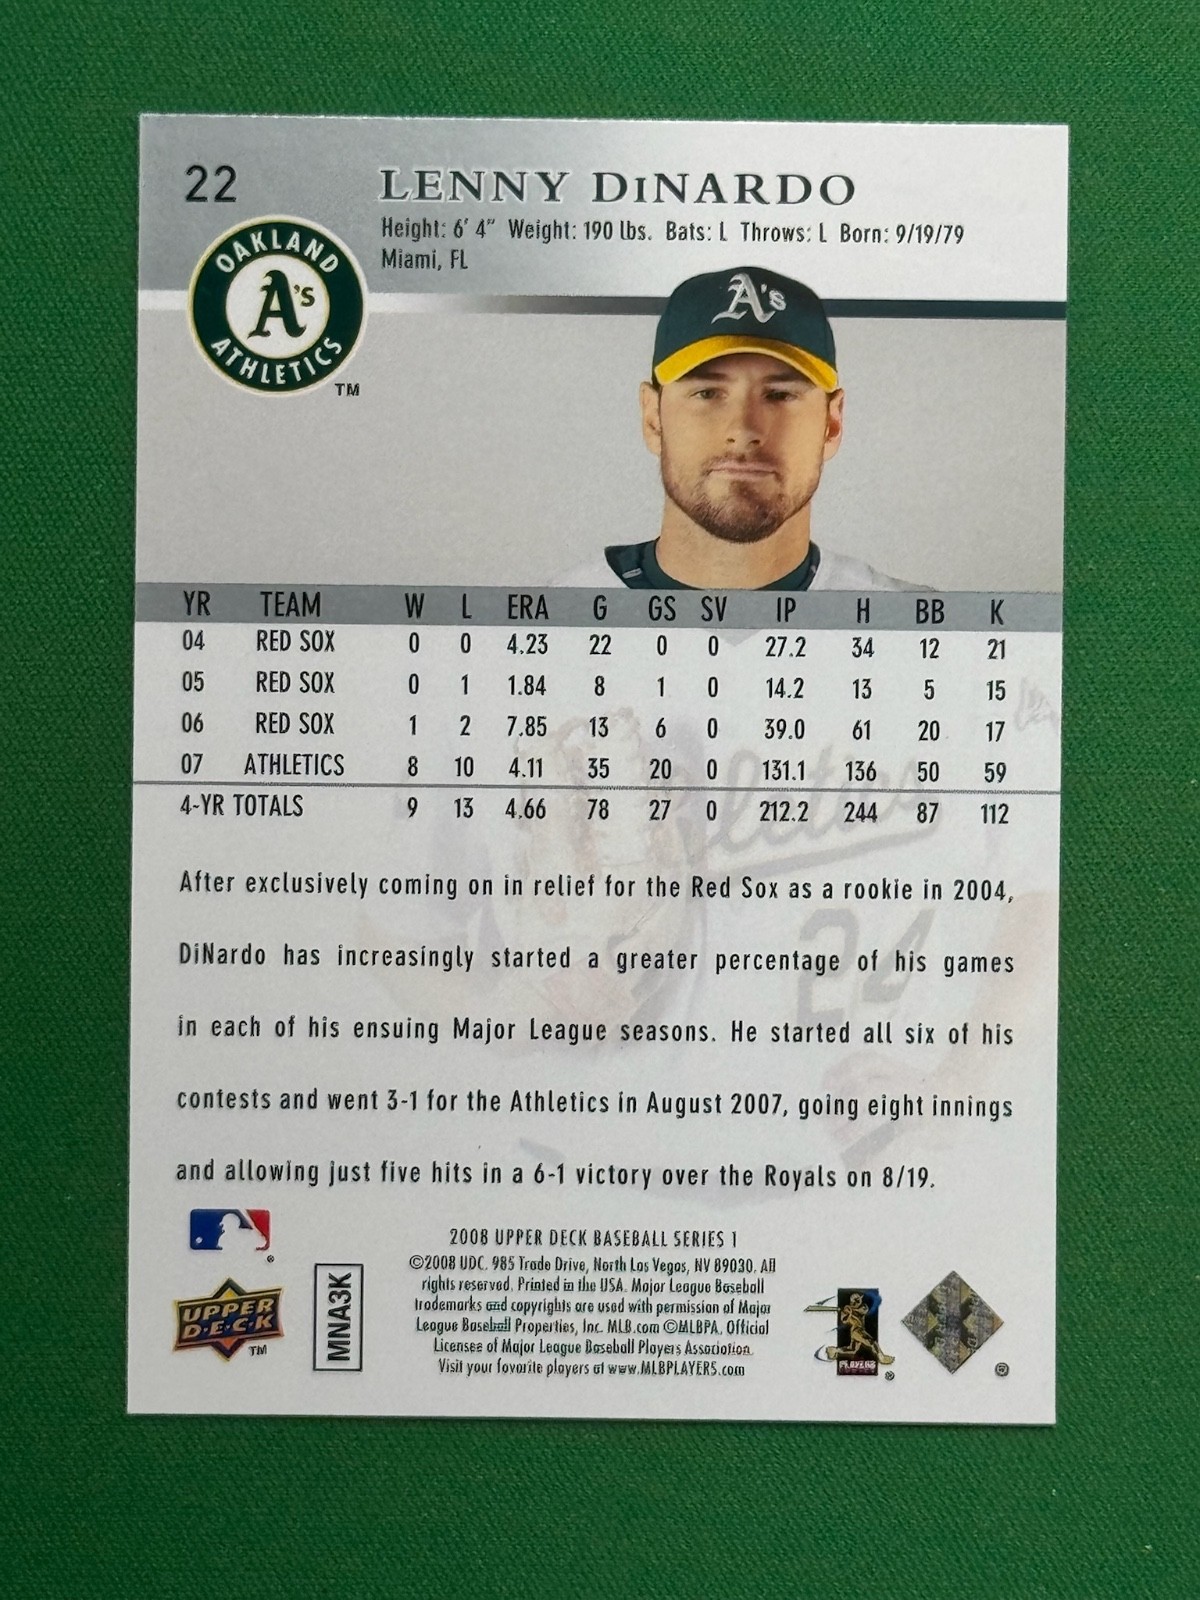 22
LENNY DiNARDO
Height: 6' 4" Weight: 190 lbs. Bats: L Throws: L Born: 9/19/79
Miami, FL
OAKLAND
A's
ATHLETICS
TM
A's
YR TEAM W L ERA G GS SV IP H BB K
04 RED SOX 0 0 4.23 22 0 0 27.2 34 12 21
05 RED SOX 0 1 1.84 8 1 0 14.2 13 5 15
06 RED SOX 1 2 7.85 13 6 0 39.0 61 20 17
07 ATHLETICS 8 10 4.11 35 20 0 131.1 136 50 59
4-YR TOTALS 9 13 4.66 78 27 0 212.2 244 87 112
After exclusively coming on in relief for the Red Sox as a rookie in 2004,
DiNardo has increasingly started a greater percentage of his games
in each of his ensuing Major League seasons. He started all six of his
contests and went 3-1 for the Athletics in August 2007, going eight innings
and allowing just five hits in a 6-1 victory over the Royals on 8/19.
2008 UPPER DECK BASEBALL SERIES 1
©2008 UDC. 985 Trade Drive, North Las Vegas, NV 89030. All
rights reserved. Printed in the USA. Major League Baseball
trademarks and copyrights are used with permission of Major
League Baseball Properties, Inc. MLB.com ©MLBPA. Official
Licensee of Major League Baseball Players Association.
Visit your favorite players at www.MLBPLAYERS.com
®
UPPER
DECK
TM
MNA3K
PLAYERS
®
®